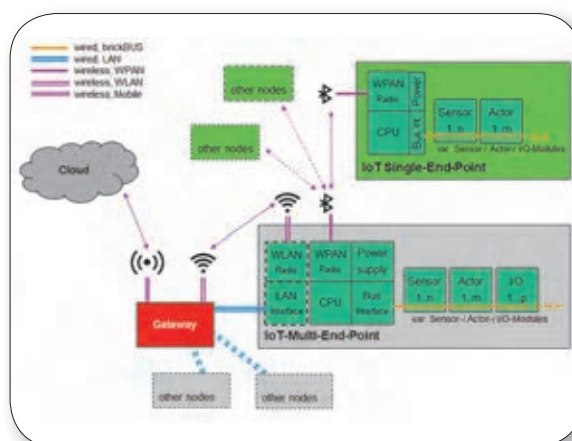 wired, brickBUS
wired, LAN
wireless, WPAN
wireless, WLAN
wireless, Mobile
other nodes
other nodes
WPAN
Radio
Power
CPU
Bus int.
Sensor
1..n
Actor
1..m
var. Sensor-/ Actor-/ I/O-Modules
IoT Single-End-Point
Cloud
WLAN
Radio
WPAN
Radio
Power
supply
LAN
Interface
CPU
Bus
Interface
Sensor
1..n
Actor
1..m
I/O
1..p
var. Sensor-/ Actor-/ I/O-Modules
IoT-Multi-End-Point
Gateway
other nodes
other nodes